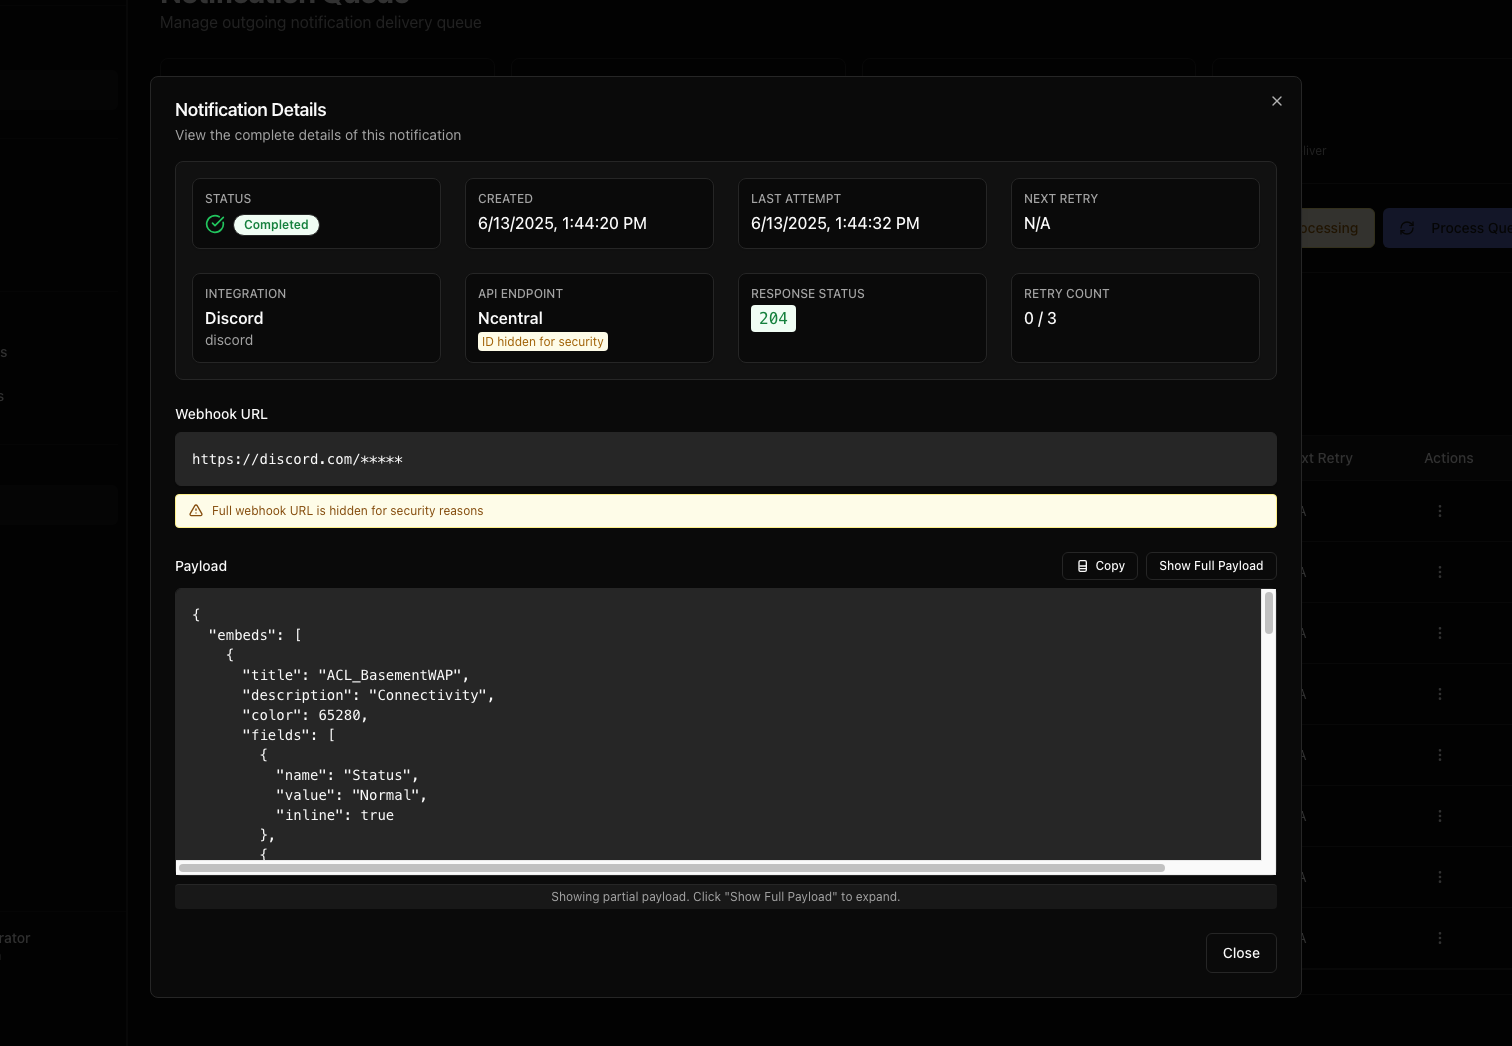 Notification Queue
Manage outgoing notification delivery queue
Notification Details
View the complete details of this notification
STATUS
Completed
CREATED
6/13/2025, 1:44:20 PM
LAST ATTEMPT
6/13/2025, 1:44:32 PM
NEXT RETRY
N/A
liver
ocessing
Process Que
INTEGRATION
Discord
discord
API ENDPOINT
Ncentral
ID hidden for security
RESPONSE STATUS
204
RETRY COUNT
0 / 3
s
s
Webhook URL
https://discord.com/*****
xt Retry
Actions
Full webhook URL is hidden for security reasons
Payload
Copy
Show Full Payload
{
"embeds": [
{
"title": "ACL_BasementWAP",
"description": "Connectivity",
"color": 65280,
"fields": [
{
"name": "Status",
"value": "Normal",
"inline": true
},
{
Showing partial payload. Click "Show Full Payload" to expand.
rator
Close